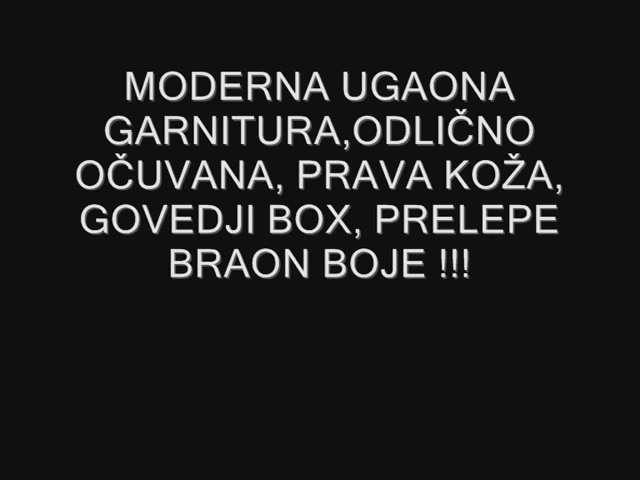 MODERNA UGAONA
GARNITURA,ODLIČNO
OČUVANA, PRAVA KOŽA,
GOVEDJI BOX, PRELEPE
BRAON BOJE !!!